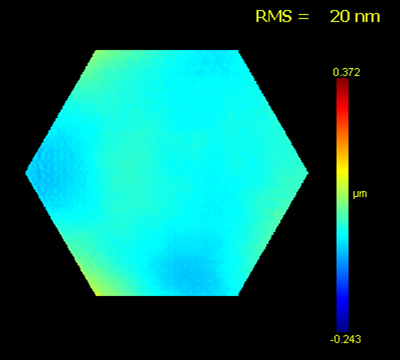 RMS = 20 nm
0.372
μm
-0.243